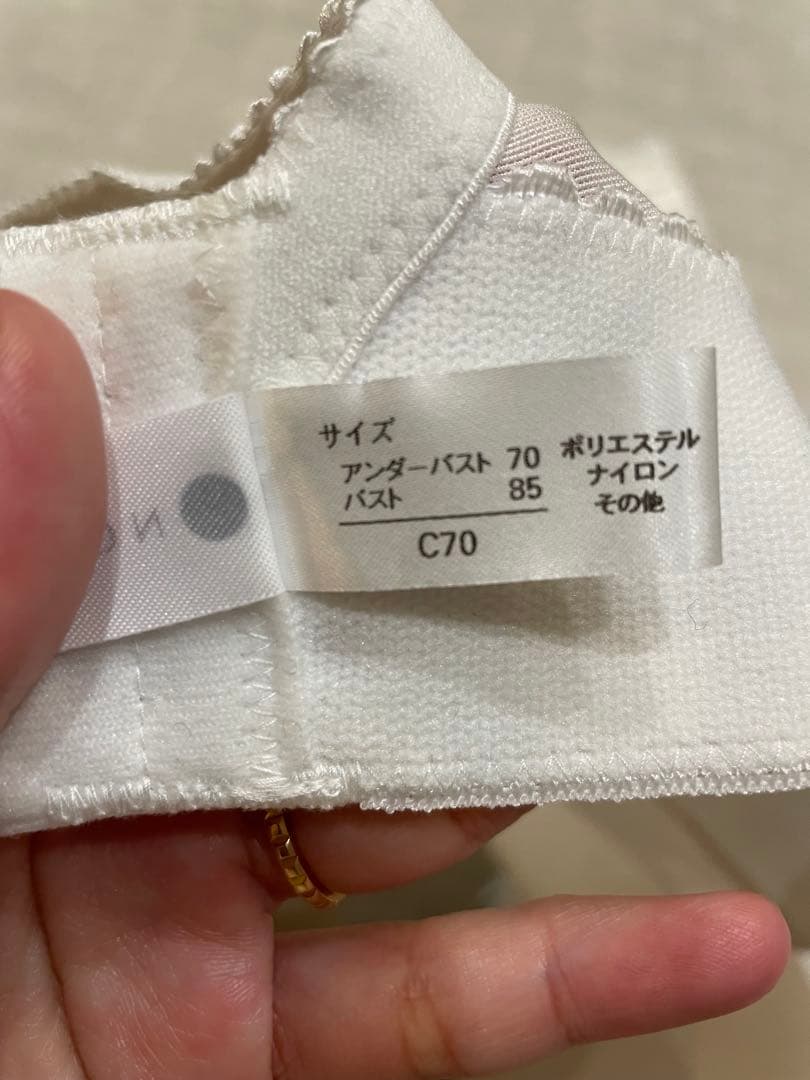 サイズ
アンダーバスト 70
バスト 85
C70
ポリエステル
ナイロン
その他